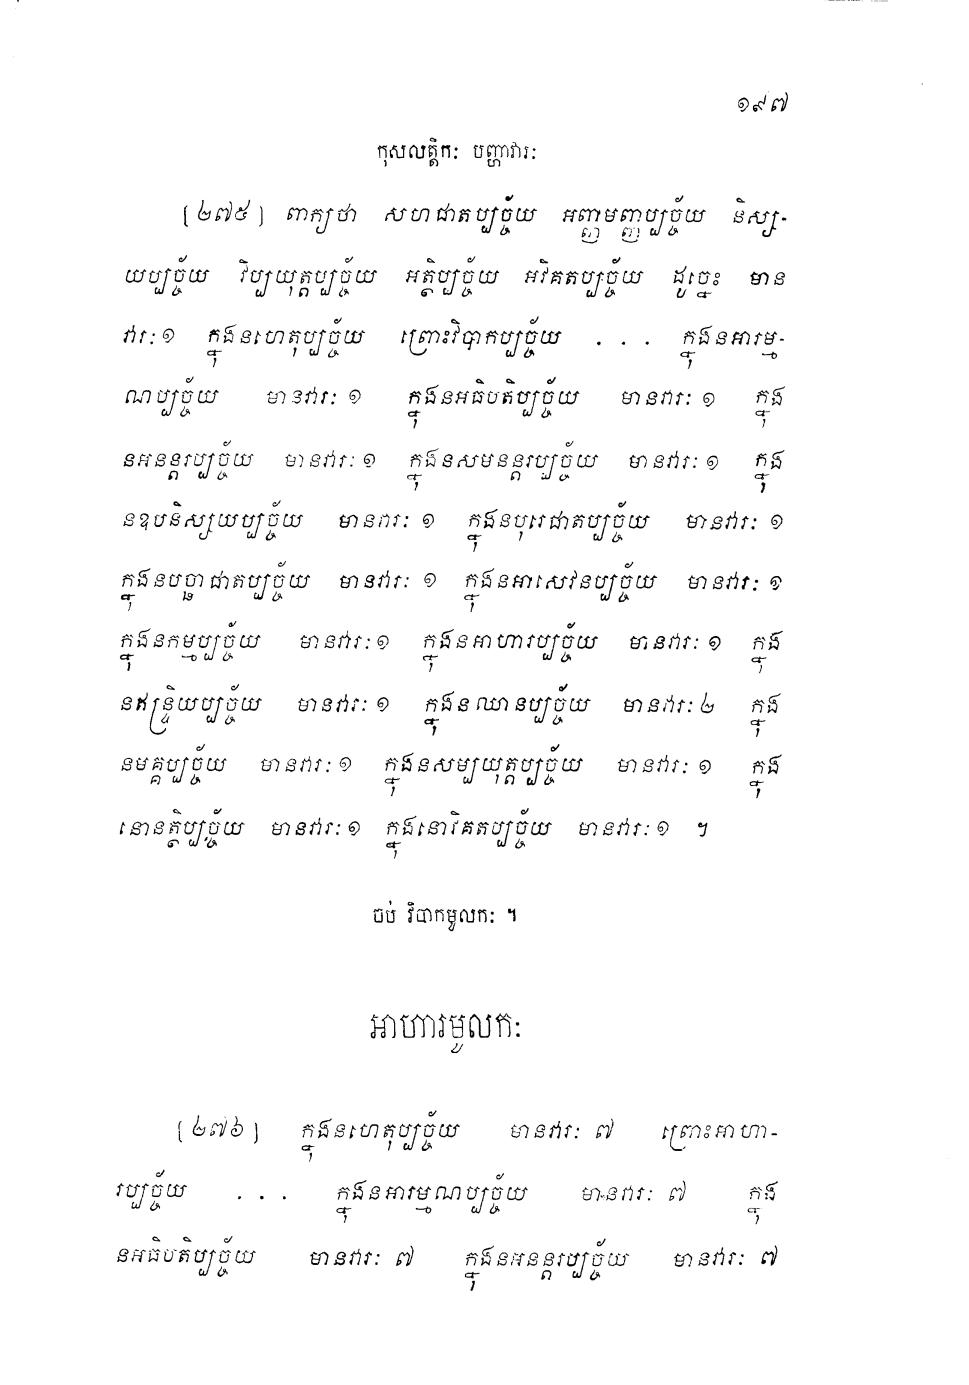 ១៩៧
កុសលត្តិកៈ បញ្ហាវារៈ
[២៧៥] ពាក្យថា សហជាតប្បច្ច័យ អញ្ញមញ្ញប្បច្ច័យ និស្ស-
យប្បច្ច័យ វិប្បយុត្តប្បច្ច័យ អត្ថិប្បច្ច័យ អវិគតប្បច្ច័យ ដូច្នេះ មាន
វារៈ១ ក្នុងនហេតុប្បច្ច័យ ព្រោះវិបាកប្បច្ច័យ . . . ក្នុងនអារម្ម-
ណប្បច្ច័យ មានវារៈ ១ ក្នុងនអធិបតិប្បច្ច័យ មានវារៈ ១ ក្នុង
នអនន្តរប្បច្ច័យ មានវារៈ ១ ក្នុងនសមនន្តរប្បច្ច័យ មានវារៈ ១ ក្នុង
នឧបនិស្សយប្បច្ច័យ មានវារៈ ១ ក្នុងនបុរេជាតប្បច្ច័យ មានវារៈ ១
ក្នុងនបច្ឆាជាតប្បច្ច័យ មានវារៈ ១ ក្នុងនអាសេវនប្បច្ច័យ មានវារៈ ១
ក្នុងនកម្មប្បច្ច័យ មានវារៈ ១ ក្នុងនអាហារប្បច្ច័យ មានវារៈ ១ ក្នុង
នឥន្ទ្រិយប្បច្ច័យ មានវារៈ ១ ក្នុងនឈានប្បច្ច័យ មានវារៈ ២ ក្នុង
នមគ្គប្បច្ច័យ មានវារៈ ១ ក្នុងនសម្បយុត្តប្បច្ច័យ មានវារៈ ១ ក្នុង
នោនត្ថិប្បច្ច័យ មានវារៈ ១ ក្នុងនោវិគតប្បច្ច័យ មានវារៈ ១ ។
ចប់ វិបាកមូលកៈ ។
អាហារមូលកៈ
[២៧៦] ក្នុងនហេតុប្បច្ច័យ មានវារៈ ៧ ព្រោះអាហា-
រប្បច្ច័យ . . . ក្នុងនអារម្មណប្បច្ច័យ មានវារៈ ៧ ក្នុង
នអធិបតិប្បច្ច័យ មានវារៈ ៧ ក្នុងនអនន្តរប្បច្ច័យ មានវារៈ ៧